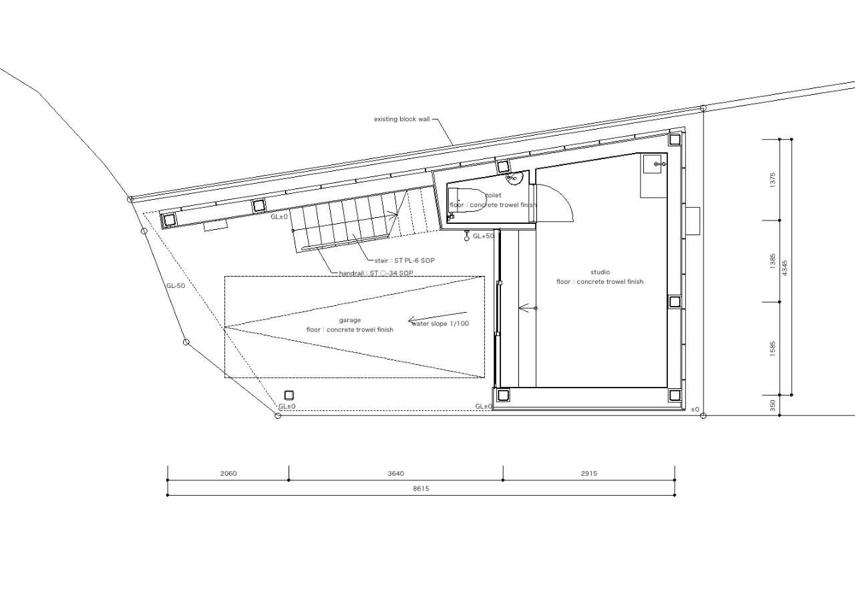 existing block wall
GL±0
toilet
floor：concrete trowel finish
GL+50
stair：ST PL-6 SOP
handrail：ST ○-34 SOP
GL-50
studio
floor：concrete trowel finish
garage
floor：concrete trowel finish
water slope 1/100
GL±0
GL±0
±0
1375
1385
4345
1585
350
2060
3640
2915
8615